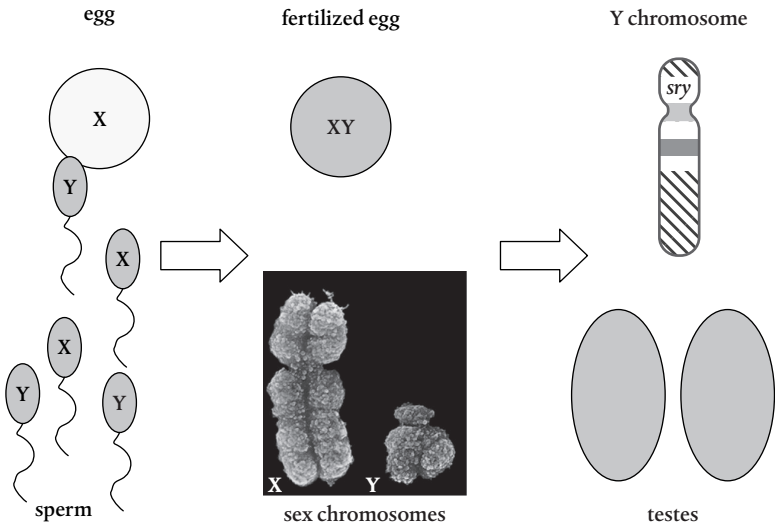 egg
fertilized egg
Y chromosome
X
XY
sry
Y
X
X
Y
Y
X
Y
sperm
sex chromosomes
testes